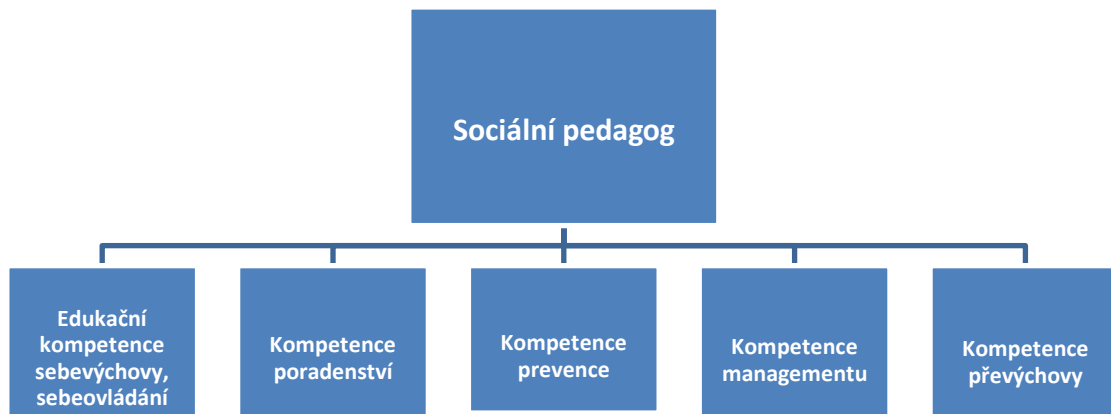 Sociální pedagog
Edukační
kompetence
sebevýchovy,
sebeovládání
Kompetence
poradenství
Kompetence
prevence
Kompetence
managementu
Kompetence
převýchovy